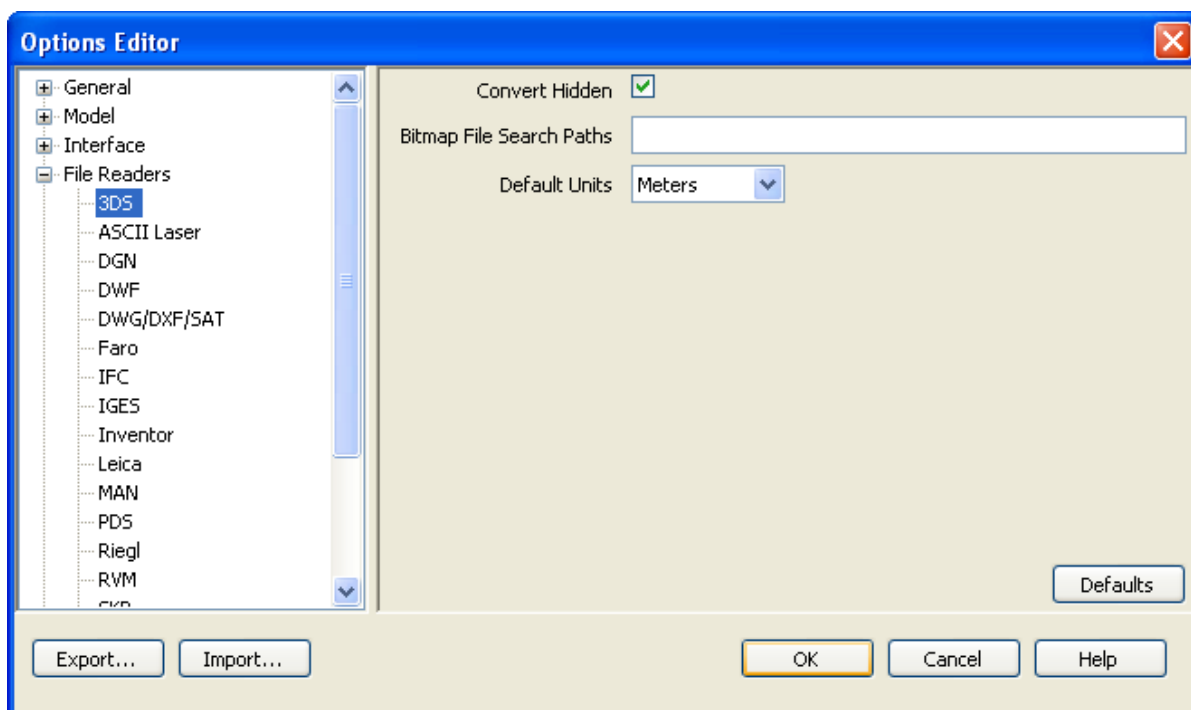 Options Editor
General
Model
Interface
File Readers
3DS
ASCII Laser
DGN
DWF
DWG/DXF/SAT
Faro
IFC
IGES
Inventor
Leica
MAN
PDS
Riegl
RVM
Convert Hidden
Bitmap File Search Paths
Default Units Meters
Defaults
Export... Import... OK Cancel Help